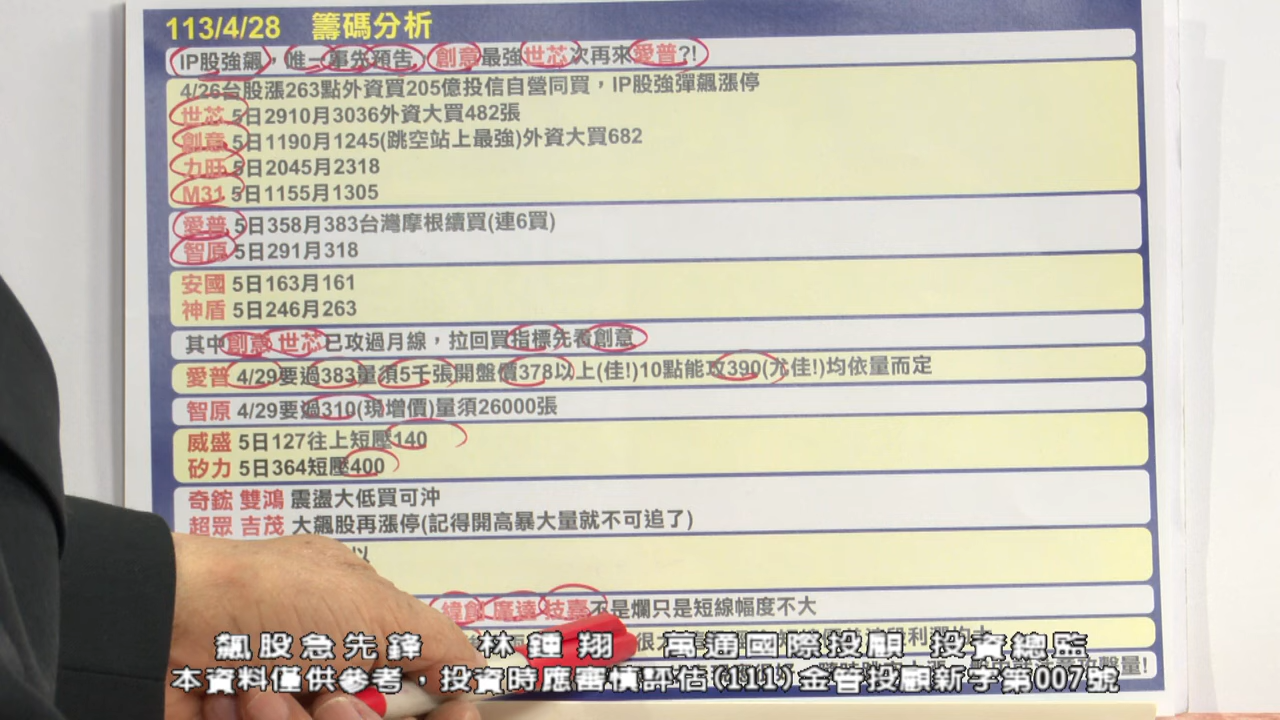 113/4/28 籌碼分析
IP股強飆，唯一事先預告，創意最強世芯次再來愛普?!
4/26台股漲263點外資買205億投信自營同買，IP股強彈飆漲停
世芯 5日2910月3036外資大買482張
創意 5日1190月1245(跳空站上最強)外資大買682
力旺 5日2045月2318
M31 5日1155月1305
愛普 5日358月383台灣摩根續買(連6買)
智原 5日291月318
安國 5日163月161
神盾 5日246月263
其中創意 世芯已攻過月線，拉回買指標先看創意
愛普 4/29要過383量須5千張開盤價378以上(佳!)10點能攻390(尤佳!)均依量而定
智原 4/29要過310(現增價)量須26000張
威盛 5日127往上短壓140
矽力 5日364短壓400
奇鋐 雙鴻 震盪大低買可沖
超眾 吉茂 大飆股再漲停(記得開高暴大量就不可追了)
以
緯創 廣達 技嘉不是爛只是短線幅度不大
飆股急先鋒 林鍾翔 萬通國際投顧 投資總監
本資料僅供參考，投資時應審慎評估(111)金管投顧新字第007號